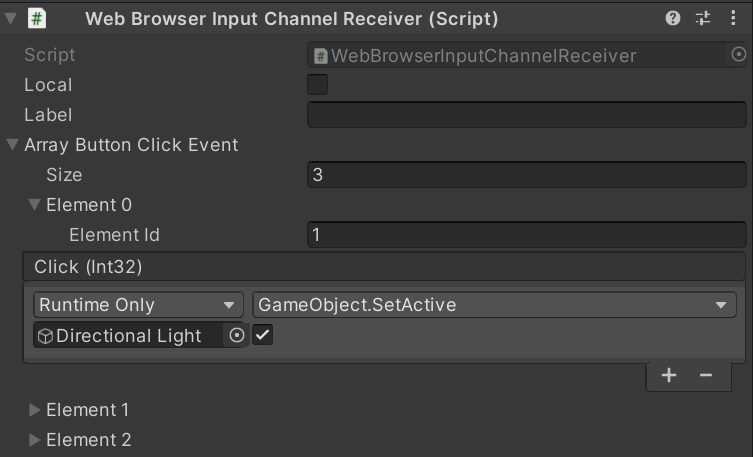 Web Browser Input Channel Receiver (Script)
Script WebBrowserInputChannelReceiver
Local
Label
Array Button Click Event
Size 3
Element 0
Element Id 1
Click (Int32)
Runtime Only GameObject.SetActive
Directional Light
Element 1
Element 2